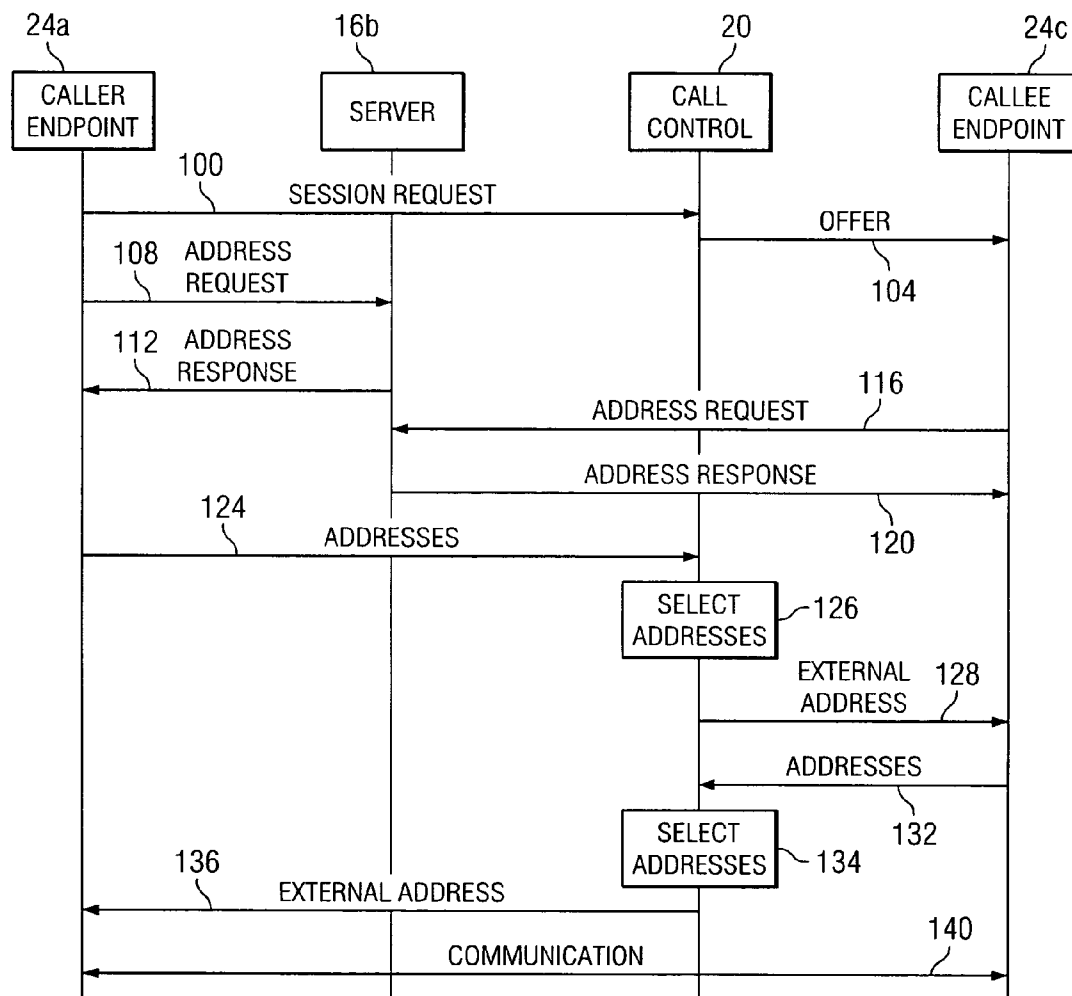 24a
16b
20
24c
CALLER
ENDPOINT
SERVER
CALL
CONTROL
CALLEE
ENDPOINT
100
SESSION REQUEST
OFFER
104
108
ADDRESS
REQUEST
112
ADDRESS
RESPONSE
ADDRESS REQUEST
116
ADDRESS RESPONSE
120
124
ADDRESSES
SELECT
ADDRESSES
126
EXTERNAL
ADDRESS
128
ADDRESSES
132
SELECT
ADDRESSES
134
136
EXTERNAL ADDRESS
COMMUNICATION
140